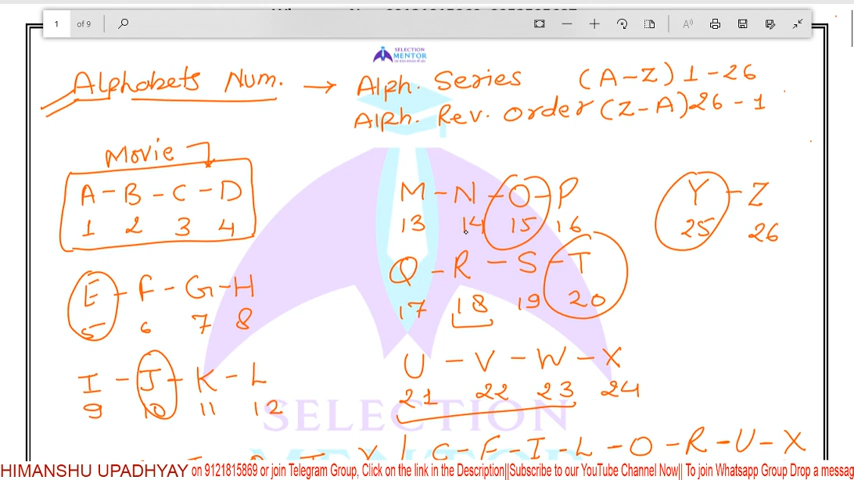 1 of 9
SELECTION
MENTOR
Alphabets Num. → Alph. Series (A-Z) 1-26
Alph. Rev. Order (Z-A) 26-1
Movie
A - B - C - D
1 2 3 4
M - N - O - P
13 14 15 16
Y - Z
25 26
E - F - G - H
5 6 7 8
Q - R - S - T
17 18 19 20
I - J - K - L
9 10 11 12
U - V - W - X
21 22 23 24
SELECTION
C - F - I - L - O - R - U - X
HIMANSHU UPADHYAY on 9121815869 or join Telegram Group, Click on the link in the Description||Subscribe to our YouTube Channel Now|| To join Whatsapp Group Drop a messag